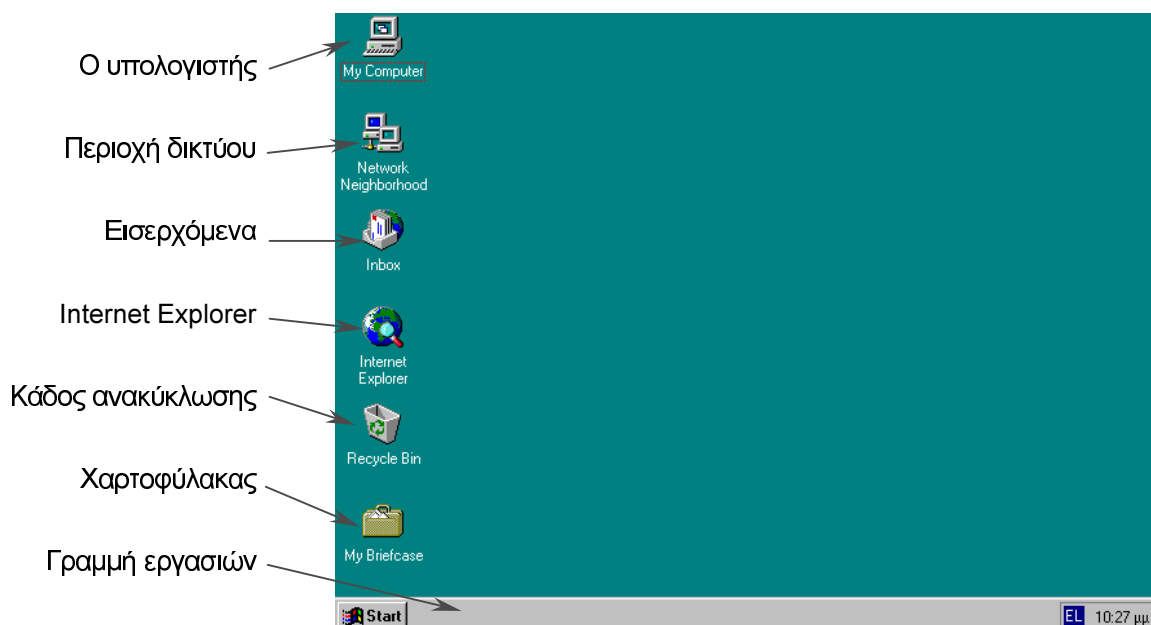 Ο υπολογιστής
My Computer
Περιοχή δικτύου
Network
Neighborhood
Εισερχόμενα
Inbox
Internet Explorer
Internet
Explorer
Κάδος ανακύκλωσης
Recycle Bin
Χαρτοφύλακας
My Briefcase
Γραμμή εργασιών
Start
EL 10:27 μμ